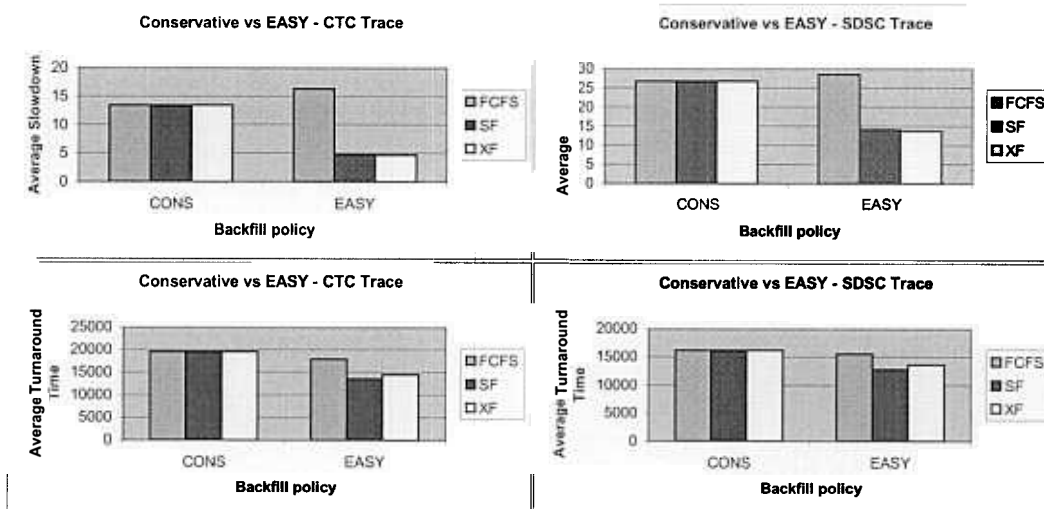 Conservative vs EASY - CTC Trace
Average Slowdown
20
15
10
5
0
CONS
EASY
Backfill policy
FCFS
SF
XF
Conservative vs EASY - SDSC Trace
Average
30
25
20
15
10
5
0
CONS
EASY
Backfill policy
FCFS
SF
XF
Conservative vs EASY - CTC Trace
Average Turnaround
Time
25000
20000
15000
10000
5000
0
CONS
EASY
Backfill policy
FCFS
SF
XF
Conservative vs EASY - SDSC Trace
Average Turnaround
Time
20000
15000
10000
5000
0
CONS
EASY
Backfill policy
FCFS
SF
XF